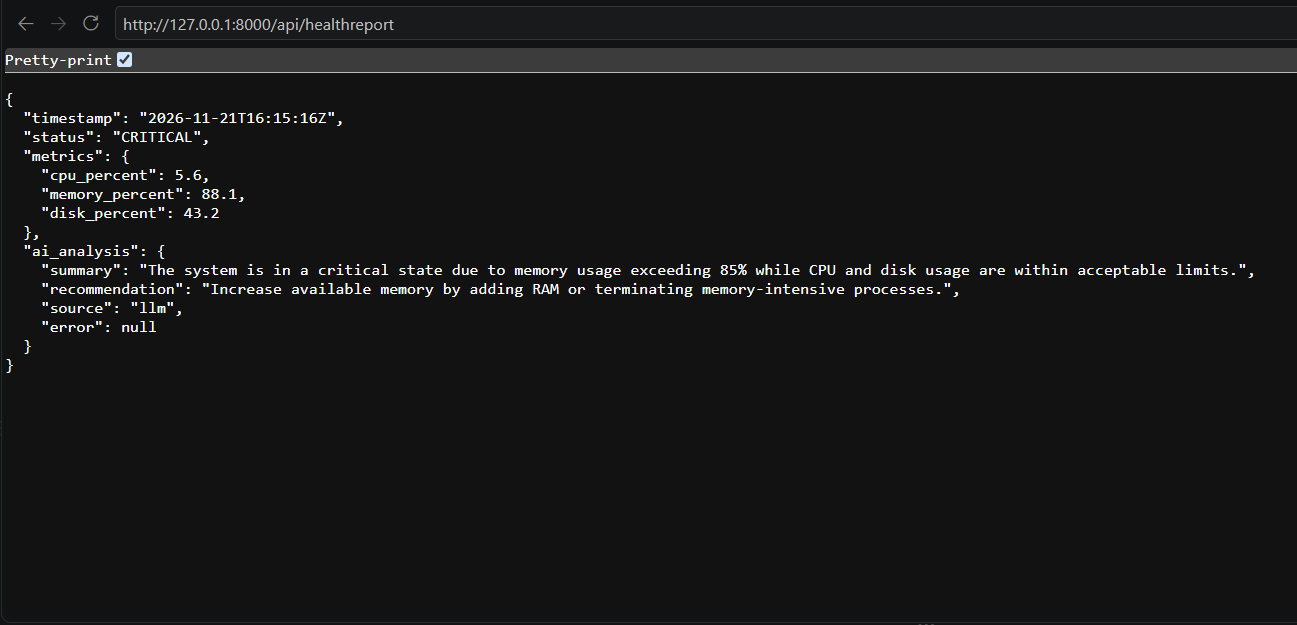 http://127.0.0.1:8000/api/healthreport
Pretty-print
{
  "timestamp": "2026-11-21T16:15:16Z",
  "status": "CRITICAL",
  "metrics": {
    "cpu_percent": 5.6,
    "memory_percent": 88.1,
    "disk_percent": 43.2
  },
  "ai_analysis": {
    "summary": "The system is in a critical state due to memory usage exceeding 85% while CPU and disk usage are within acceptable limits.",
    "recommendation": "Increase available memory by adding RAM or terminating memory-intensive processes.",
    "source": "llm",
    "error": null
  }
}